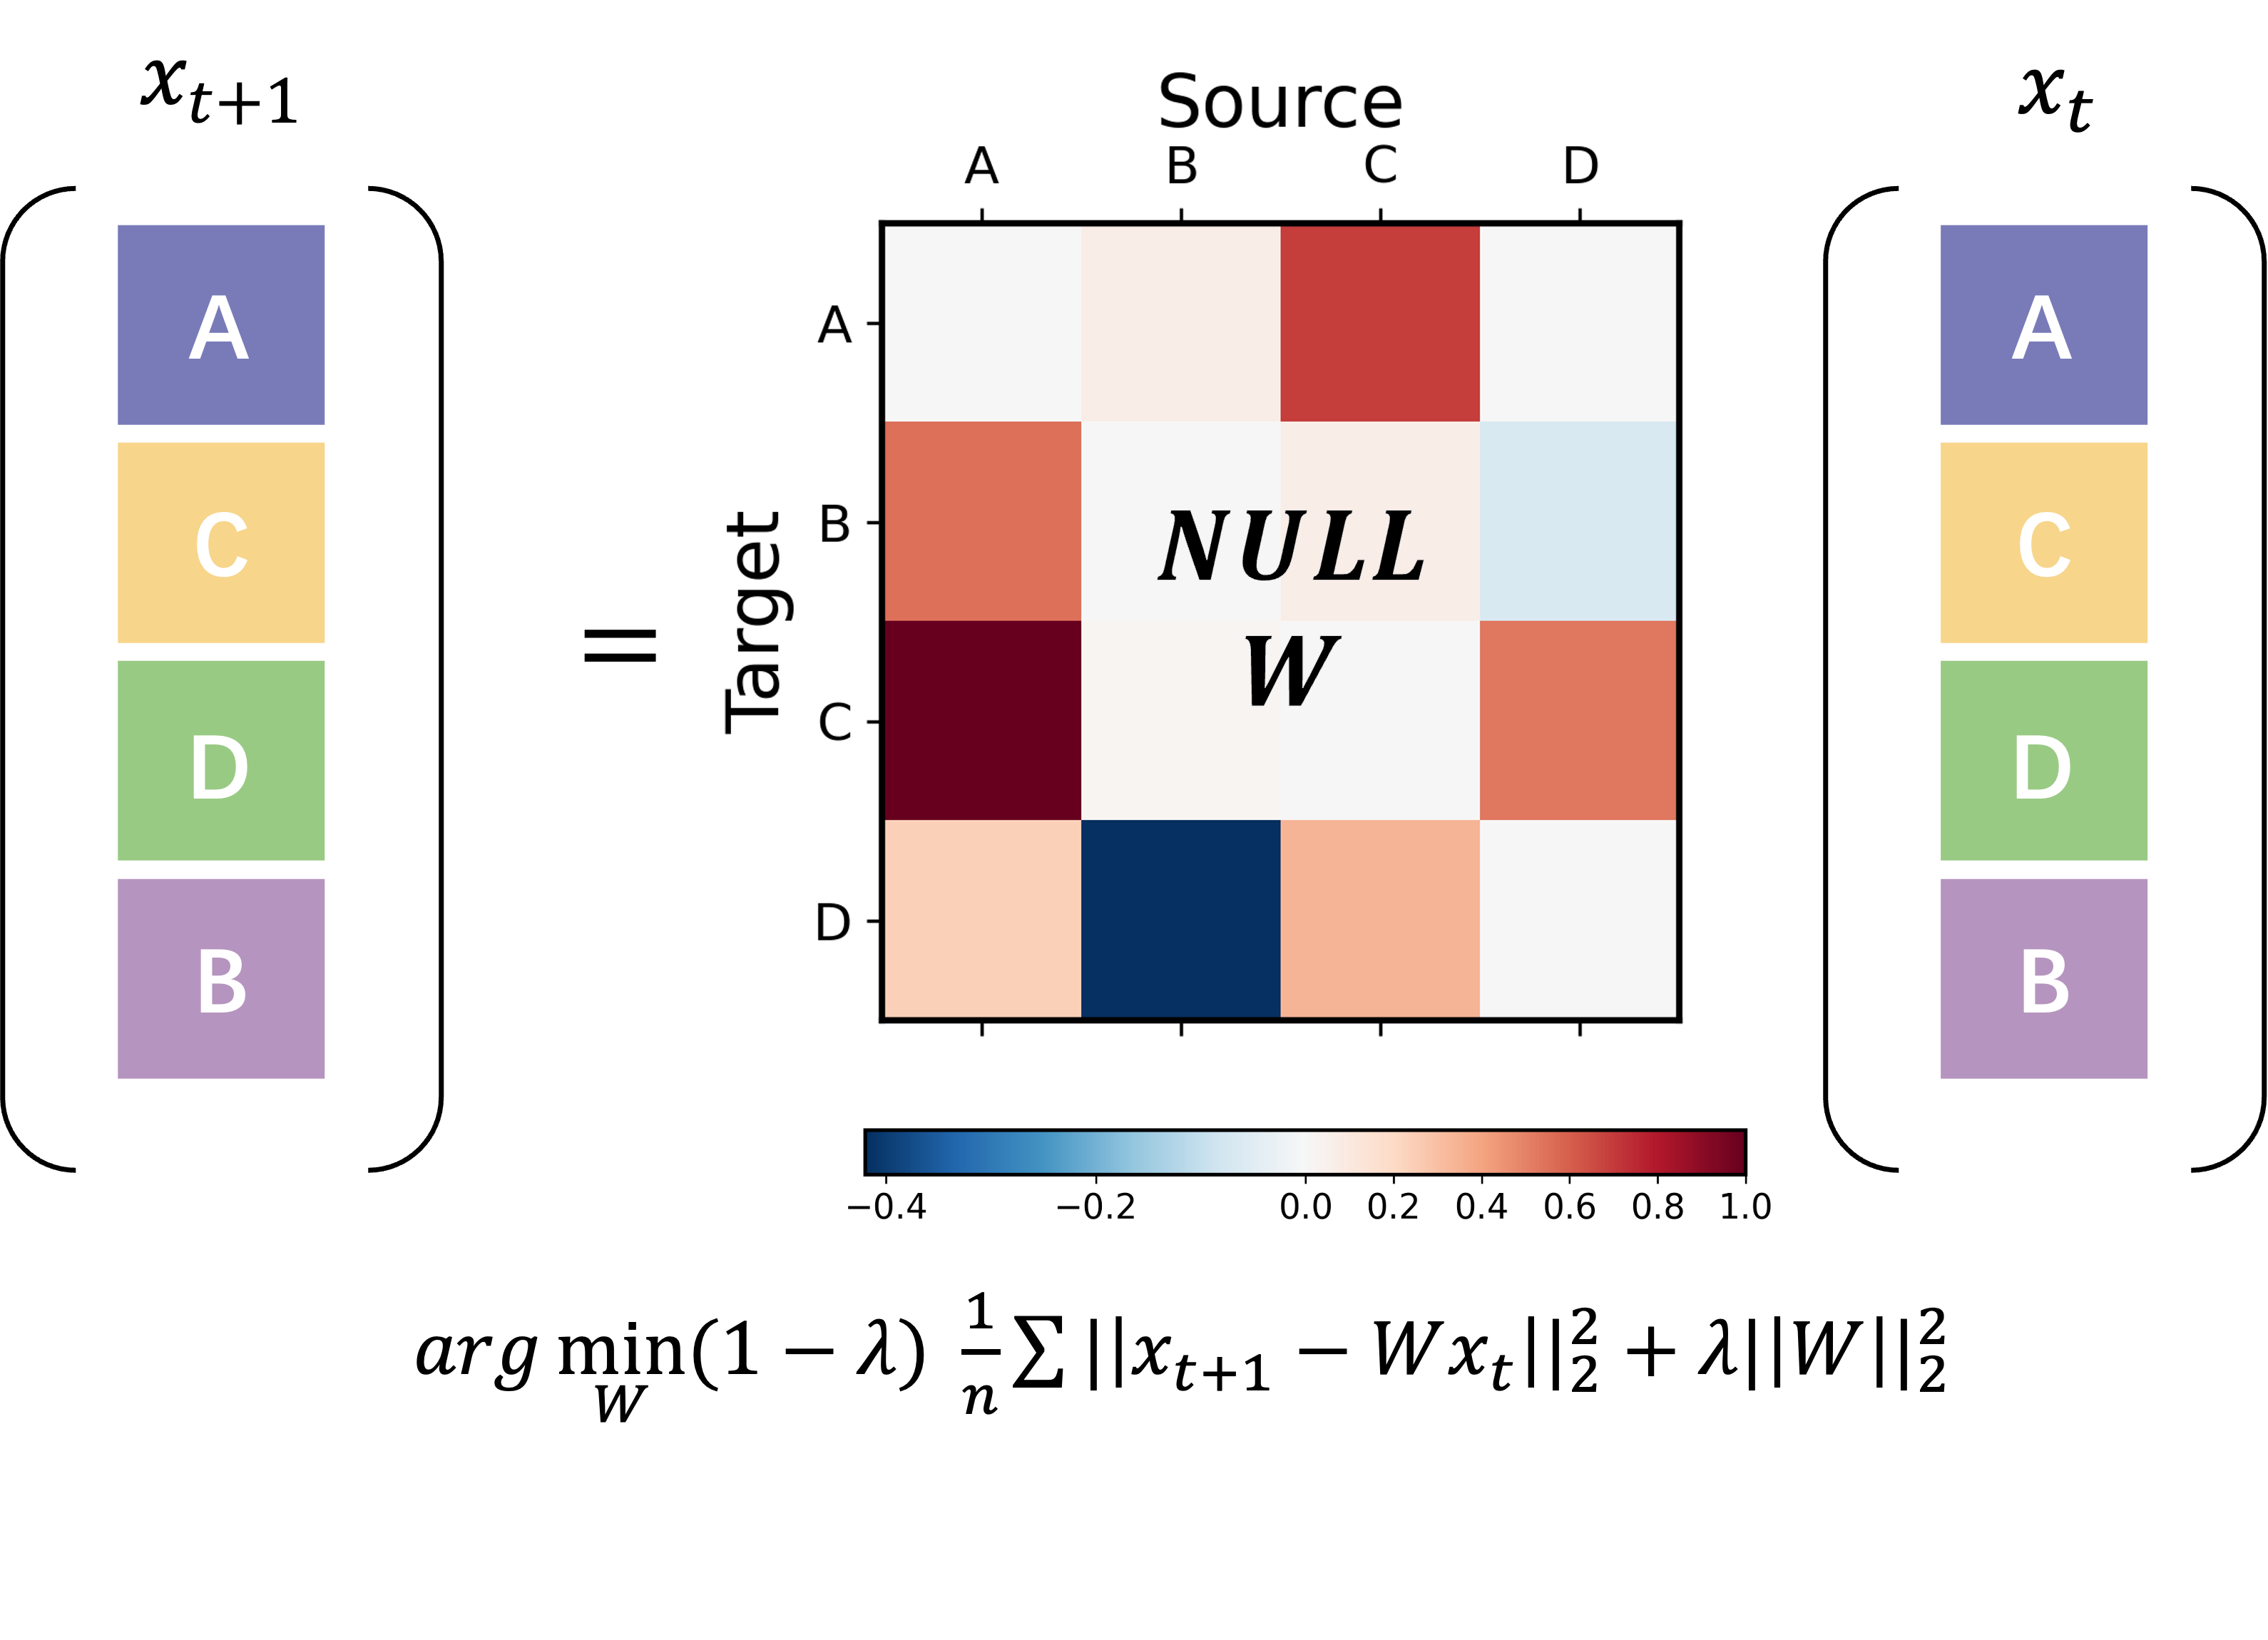 x_{t+1}
Source
x_t
A B C D
A
C
D
B
=
Target
A
B
C
D
NULL
W
A
C
D
B
−0.4 −0.2 0.0 0.2 0.4 0.6 0.8 1.0
arg min_W (1 − λ) 1/n ∑ ||x_{t+1} − Wx_t||_2^2 + λ||W||_2^2